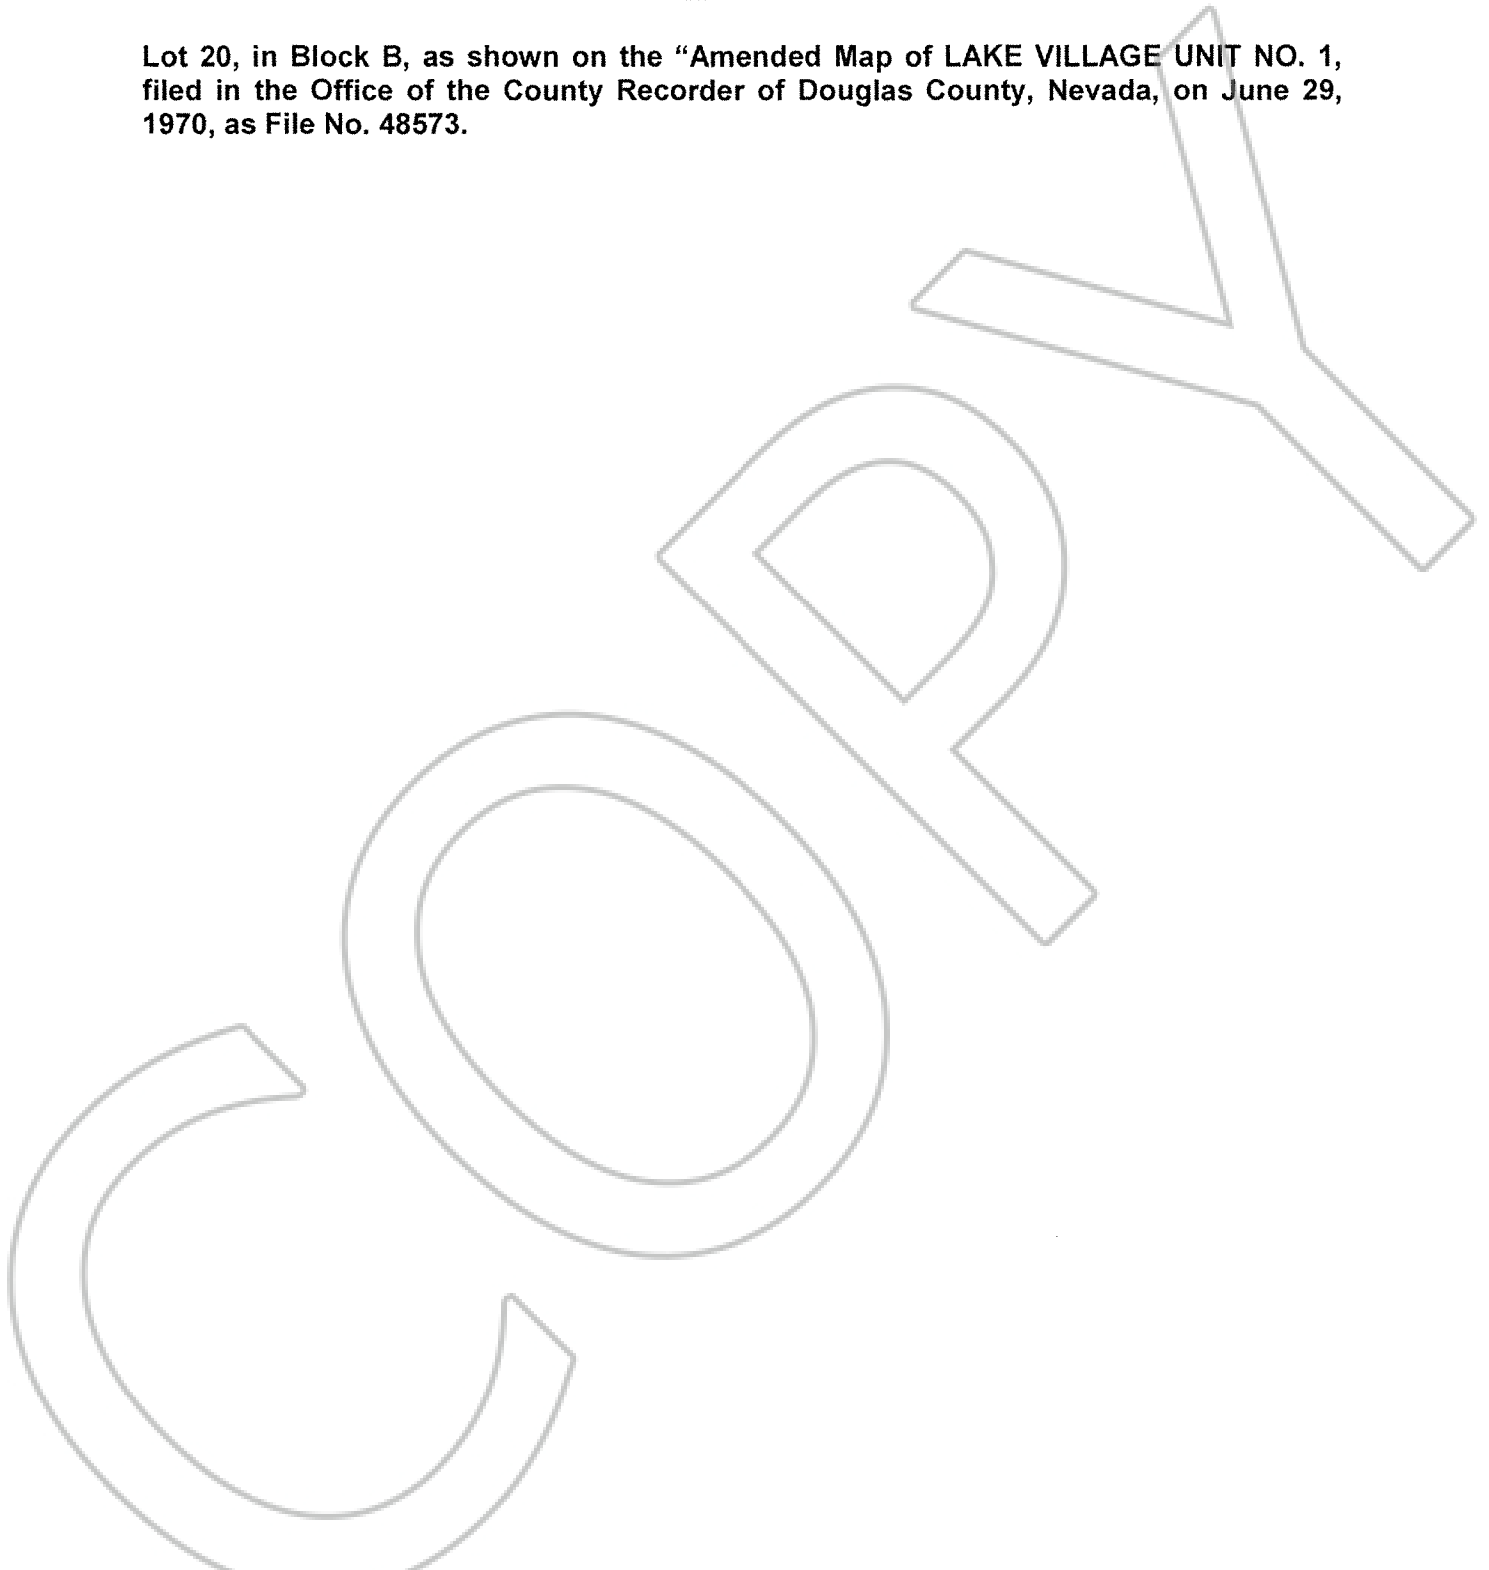 Lot 20, in Block B, as shown on the “Amended Map of LAKE VILLAGE UNIT NO. 1,
filed in the Office of the County Recorder of Douglas County, Nevada, on June 29,
1970, as File No. 48573.
COPY